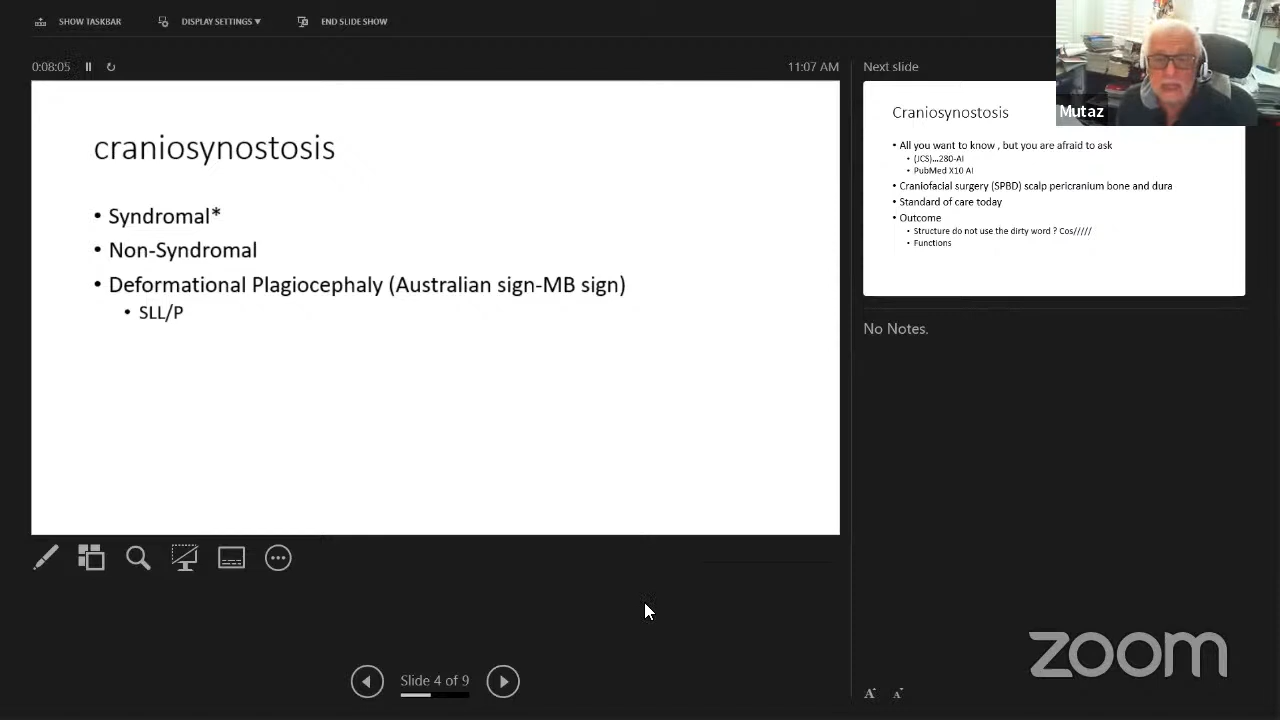 SHOW TASKBAR
DISPLAY SETTINGS ▼
END SLIDE SHOW
0:08:05
11:07 AM
Next slide
craniosynostosis
• Syndromal*
• Non-Syndromal
• Deformational Plagiocephaly (Australian sign-MB sign)
• SLL/P
Mutaz
Craniosynostosis
• All you want to know , but you are afraid to ask
• (JCS)...280-AI
• PubMed X10 AI
• Craniofacial surgery (SPBD) scalp pericranium bone and dura
• Standard of care today
• Outcome
• Structure do not use the dirty word ? Cos/////
• Functions
No Notes.
Slide 4 of 9
A A
zoom